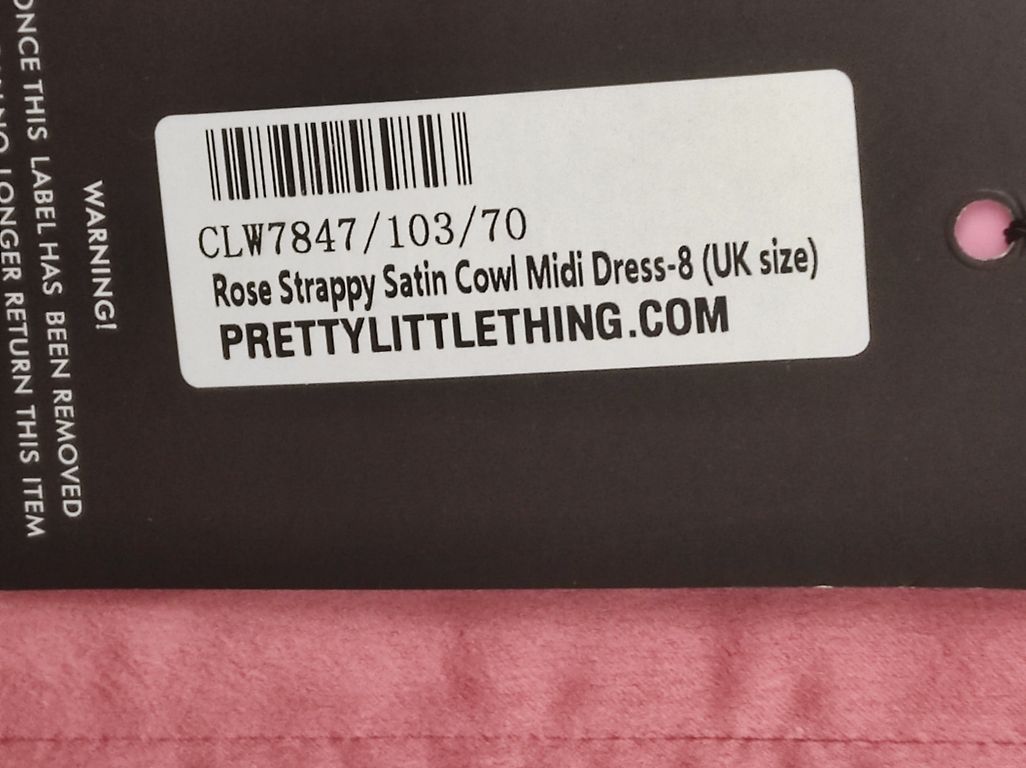 CLW7847/103/70
Rose Strappy Satin Cowl Midi Dress-8 (UK size)
PRETTYLITTLETHING.COM
WARNING!
ONCE THIS LABEL HAS BEEN REMOVED
LONGER RETURN THIS ITEM